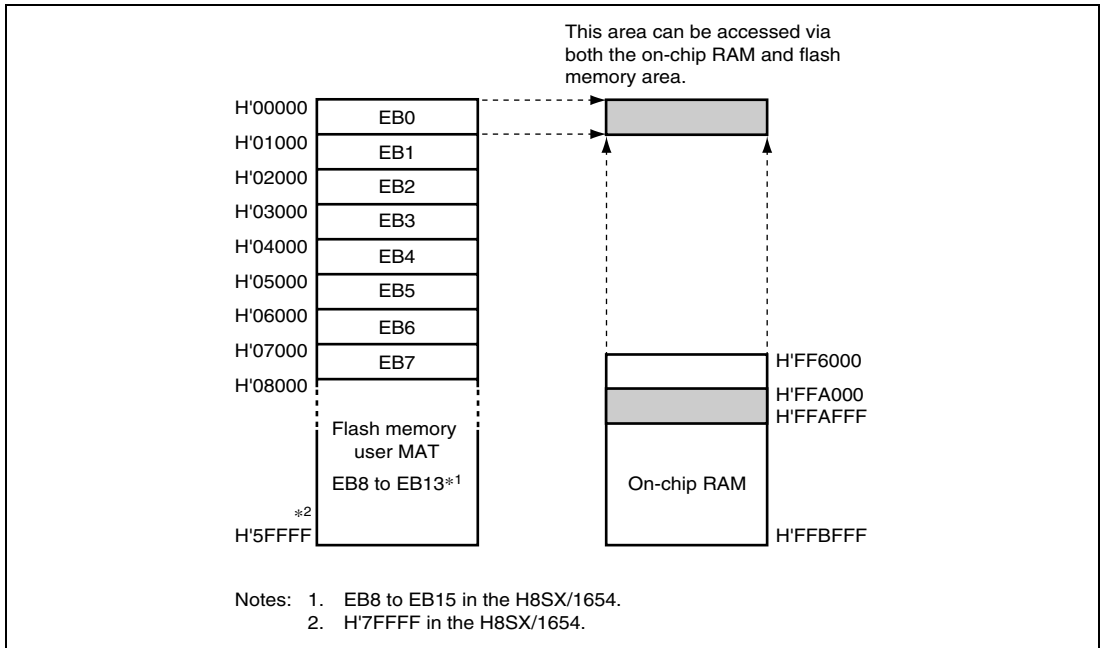 This area can be accessed via
both the on-chip RAM and flash
memory area.
H'00000
EB0
H'01000
EB1
H'02000
EB2
H'03000
EB3
H'04000
EB4
H'05000
EB5
H'06000
EB6
H'07000
EB7
H'08000
Flash memory
user MAT
EB8 to EB13*1
*2
H'5FFFF
H'FF6000
H'FFA000
H'FFAFFF
On-chip RAM
H'FFBFFF
Notes: 1. EB8 to EB15 in the H8SX/1654.
2. H'7FFFF in the H8SX/1654.